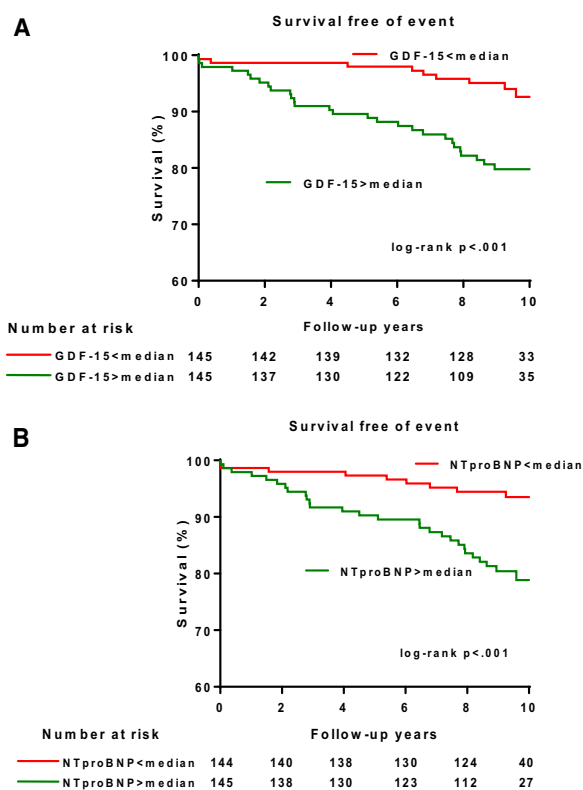 A
Survival free of event
GDF-15<median
GDF-15>median
log-rank p<.001
Survival (%)
100
90
80
70
60
0 2 4 6 8 10
Number at risk Follow-up years
GDF-15<median 145 142 139 132 128 33
GDF-15>median 145 137 130 122 109 35
B
Survival free of event
NTproBNP<median
NTproBNP>median
log-rank p<.001
Survival (%)
100
90
80
70
60
0 2 4 6 8 10
Number at risk Follow-up years
NTproBNP<median 144 140 138 130 124 40
NTproBNP>median 145 138 130 123 112 27